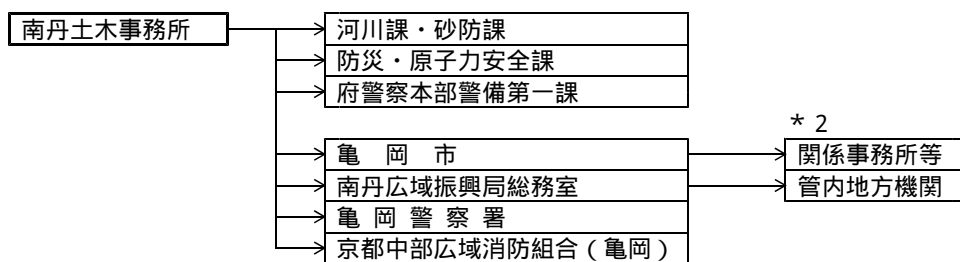 南丹土木事務所
河川課・砂防課
防災・原子力安全課
府警察本部警備第一課
＊２
亀　岡　市
関係事務所等
南丹広域振興局総務室
管内地方機関
亀 岡 警 察 署
京都中部広域消防組合（亀岡）